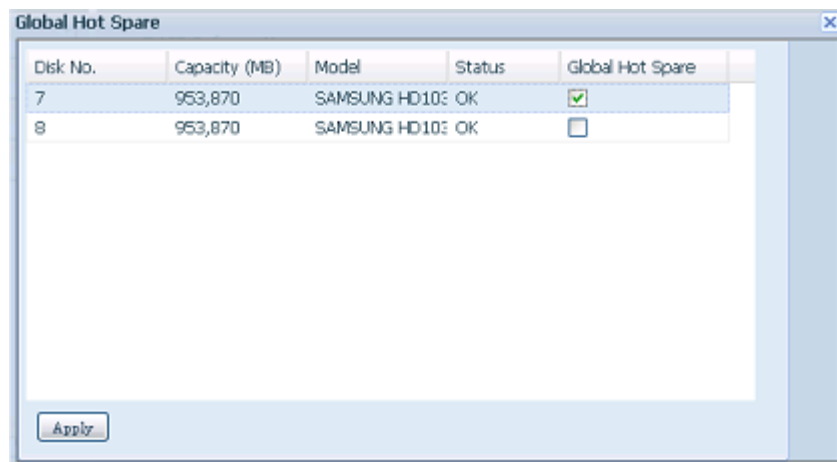 Global Hot Spare
Disk No. Capacity (MB) Model Status Global Hot Spare
7 953,870 SAMSUNG HD103 OK
8 953,870 SAMSUNG HD103 OK
Apply